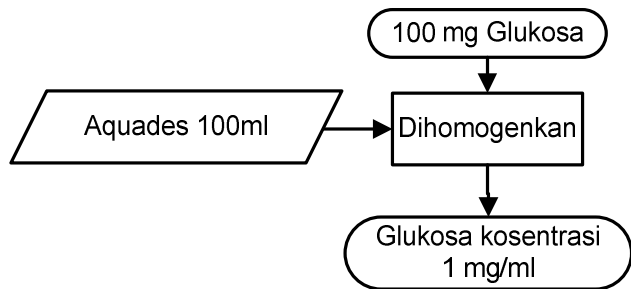 100 mg Glukosa
Aquades 100ml
Dihomogenkan
Glukosa kosentrasi
1 mg/ml